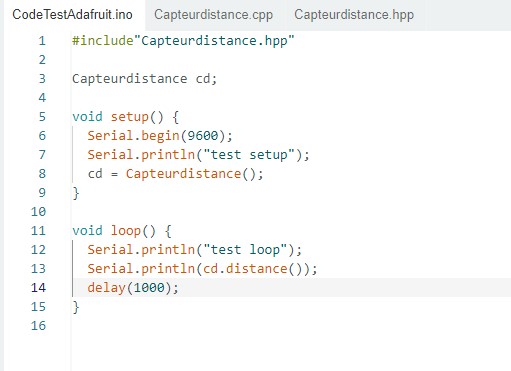 CodeTestAdafruit.ino Capteurdistance.cpp Capteurdistance.hpp
1 #include"Capteurdistance.hpp"
2
3 Capteurdistance cd;
4
5 void setup() {
6   Serial.begin(9600);
7   Serial.println("test setup");
8   cd = Capteurdistance();
9 }
10
11 void loop() {
12   Serial.println("test loop");
13   Serial.println(cd.distance());
14   delay(1000);
15 }
16